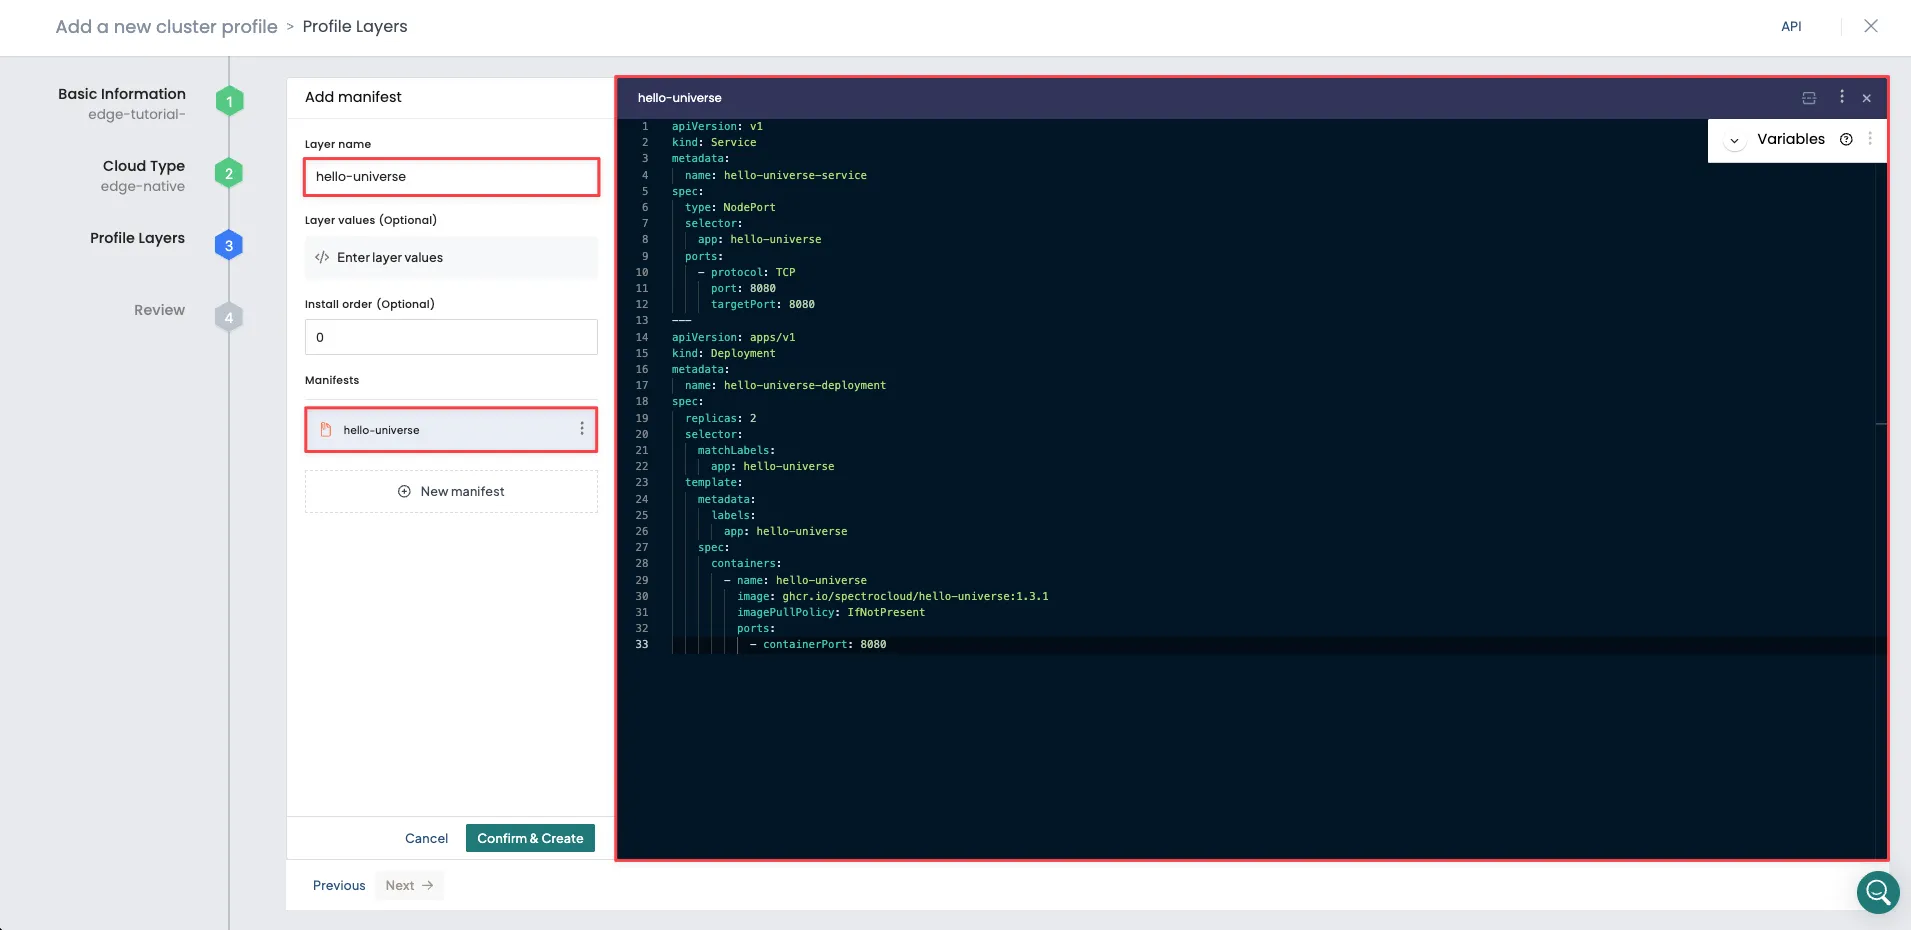 Add a new cluster profile > Profile Layers
API
Basic Information
edge-tutorial-
1
Cloud Type
edge-native
2
Profile Layers
3
Review
4
Add manifest
Layer name
hello-universe
Layer values (Optional)
</> Enter layer values
Install order (Optional)
0
Manifests
hello-universe
New manifest
Cancel
Confirm & Create
Previous
Next →
hello-universe
Variables
1 apiVersion: v1
2 kind: Service
3 metadata:
4   name: hello-universe-service
5 spec:
6   type: NodePort
7   selector:
8     app: hello-universe
9   ports:
10     - protocol: TCP
11       port: 8080
12       targetPort: 8080
13 ---
14 apiVersion: apps/v1
15 kind: Deployment
16 metadata:
17   name: hello-universe-deployment
18 spec:
19   replicas: 2
20   selector:
21     matchLabels:
22       app: hello-universe
23   template:
24     metadata:
25       labels:
26         app: hello-universe
27     spec:
28       containers:
29         - name: hello-universe
30           image: ghcr.io/spectrocloud/hello-universe:1.3.1
31           imagePullPolicy: IfNotPresent
32           ports:
33             - containerPort: 8080